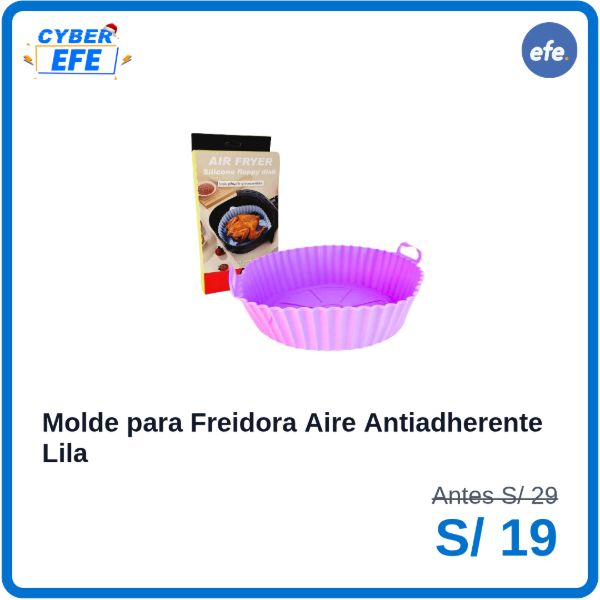 CYBER
EFE
efe.
AIR FRYER
Silicone floppy disk
Molde para Freidora Aire Antiadherente
Lila
Antes S/ 29
S/ 19